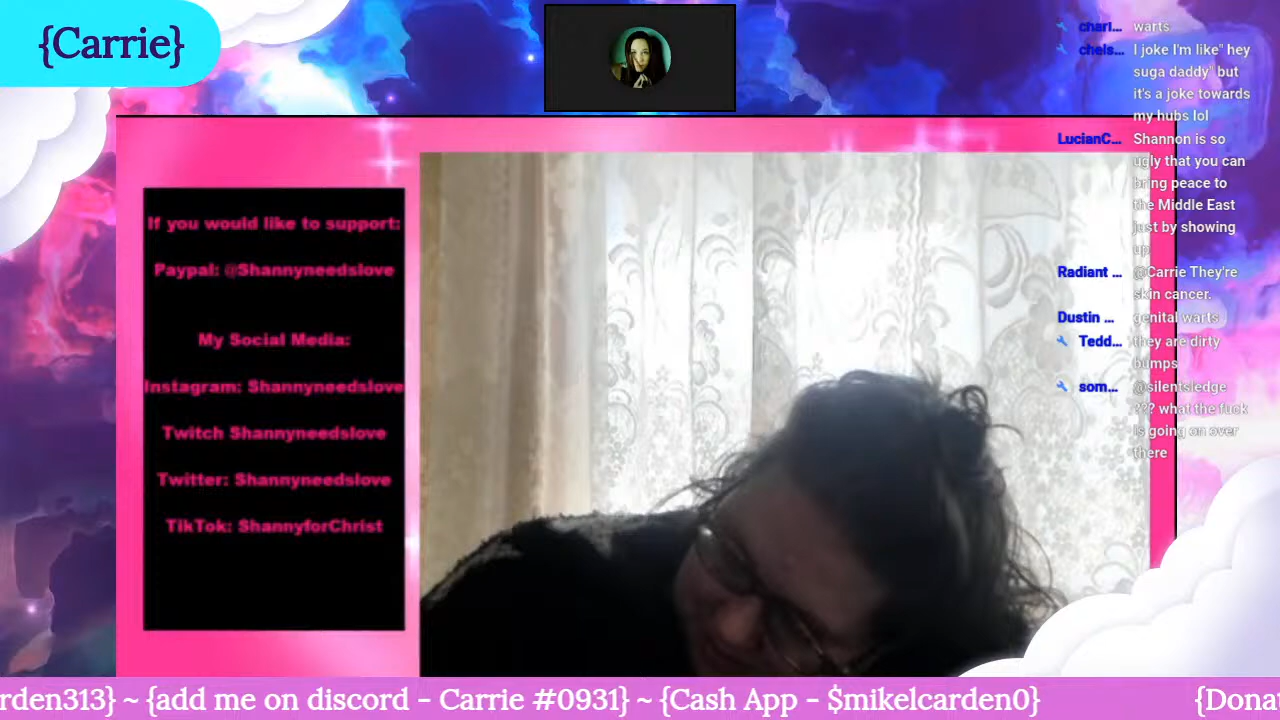 {Carrie}
If you would like to support:
Paypal: @Shannyneedslove
My Social Media:
Instagram: Shannyneedslove
Twitch Shannyneedslove
Twitter: Shannyneedslove
TikTok: ShannyforChrist
charl... warts
chels... I joke I'm like" hey
suga daddy" but
it's a joke towards
my hubs lol
LucianC... Shannon is so
ugly that you can
bring peace to
the Middle East
just by showing
up
Radiant ... @Carrie They're
skin cancer.
Dustin ... genital warts
Tedd... they are dirty
bumps
som... @silentsledge
??? what the fuck
is going on over
there
rden313} ~ {add me on discord - Carrie #0931} ~ {Cash App - $mikelcarden0} {Dona